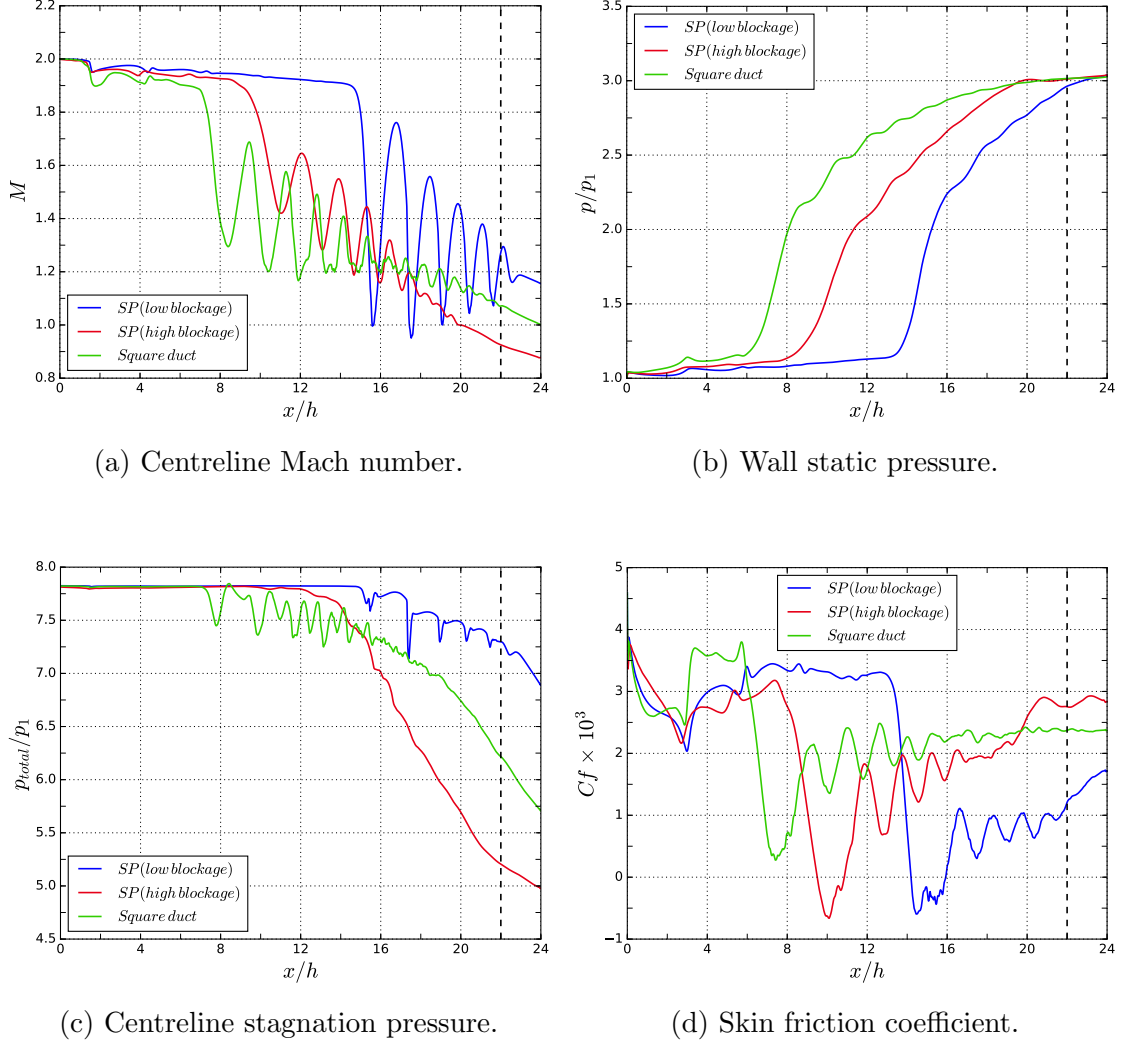 2.2
2.0
1.8
1.6
1.4
1.2
1.0
0.8
M
0 4 8 12 16 20 24
x/h
SP(low blockage)
SP(high blockage)
Square duct
(a) Centreline Mach number.
3.5
3.0
2.5
2.0
1.5
1.0
p/p1
0 4 8 12 16 20 24
x/h
SP(low blockage)
SP(high blockage)
Square duct
(b) Wall static pressure.
8.0
7.5
7.0
6.5
6.0
5.5
5.0
4.5
p_total/p1
0 4 8 12 16 20 24
x/h
SP(low blockage)
SP(high blockage)
Square duct
(c) Centreline stagnation pressure.
5
4
3
2
1
0
−1
Cf × 10³
0 4 8 12 16 20 24
x/h
SP(low blockage)
SP(high blockage)
Square duct
(d) Skin friction coefficient.